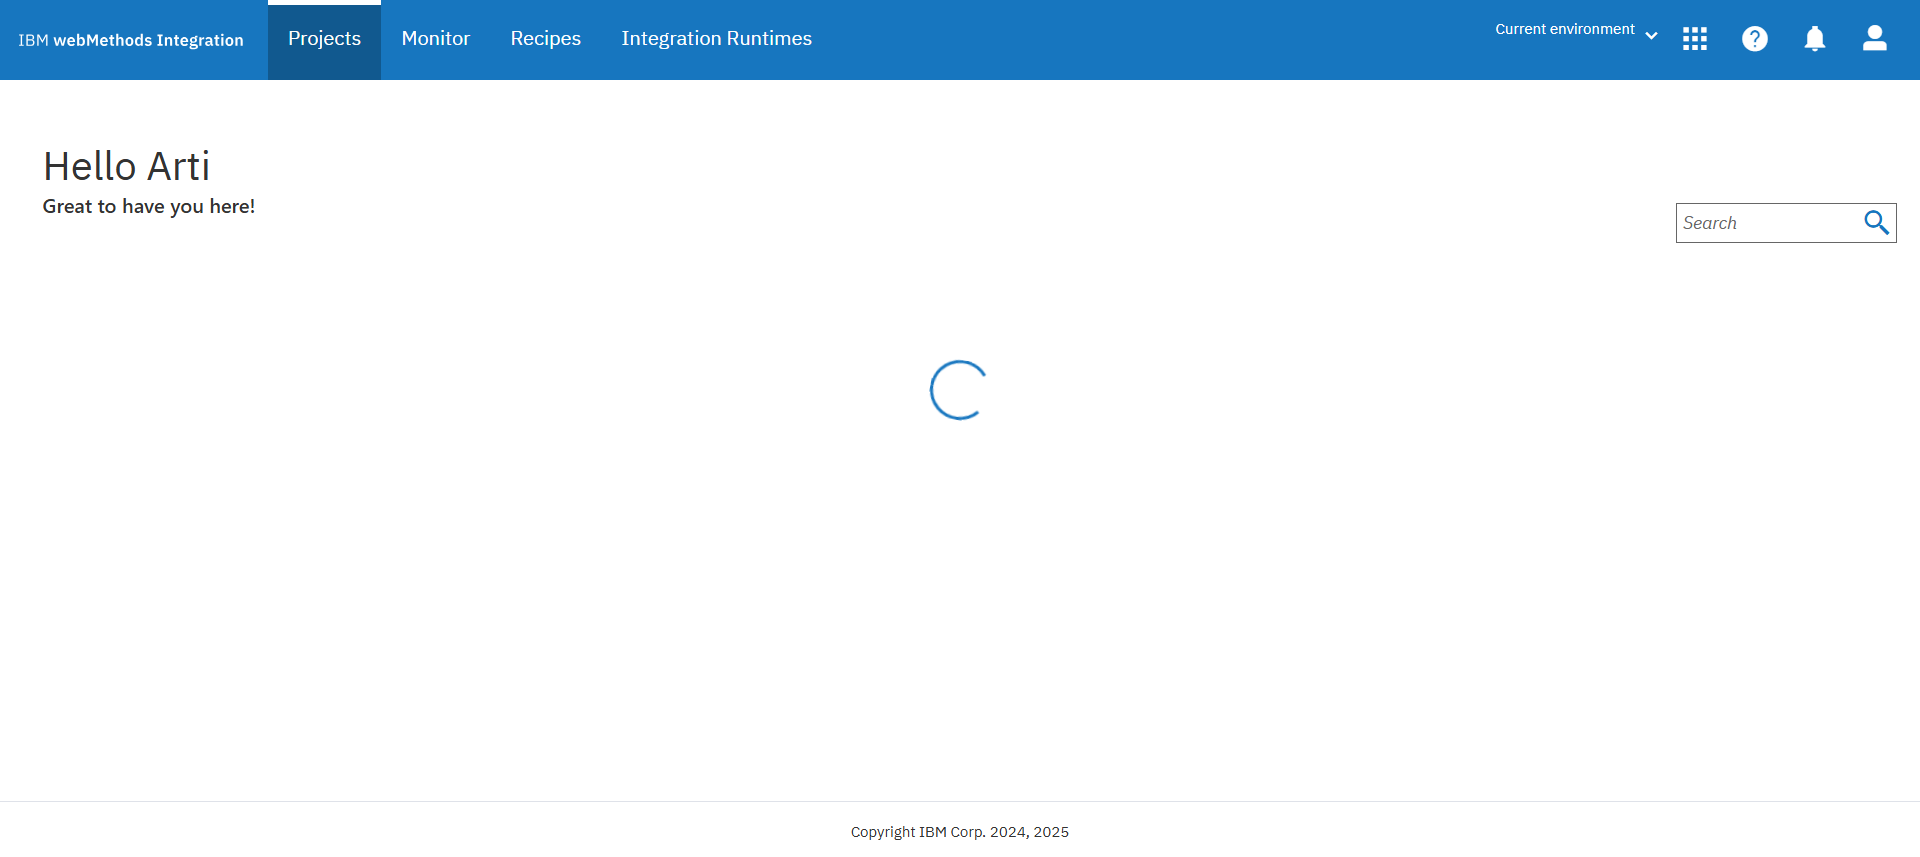 IBM webMethods Integration
Projects
Monitor
Recipes
Integration Runtimes
Current environment
?
Hello Arti
Great to have you here!
Search
Copyright IBM Corp. 2024, 2025